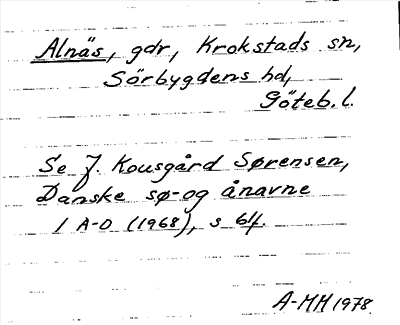 Alnäs, gdr, Krokstads sn,
Sörbygdens hd,
Göteb. l.
Se J. Kousgård Sørensen,
Danske sø- og ånavne
1 A-D (1968), s 64.
A-MH 1978.